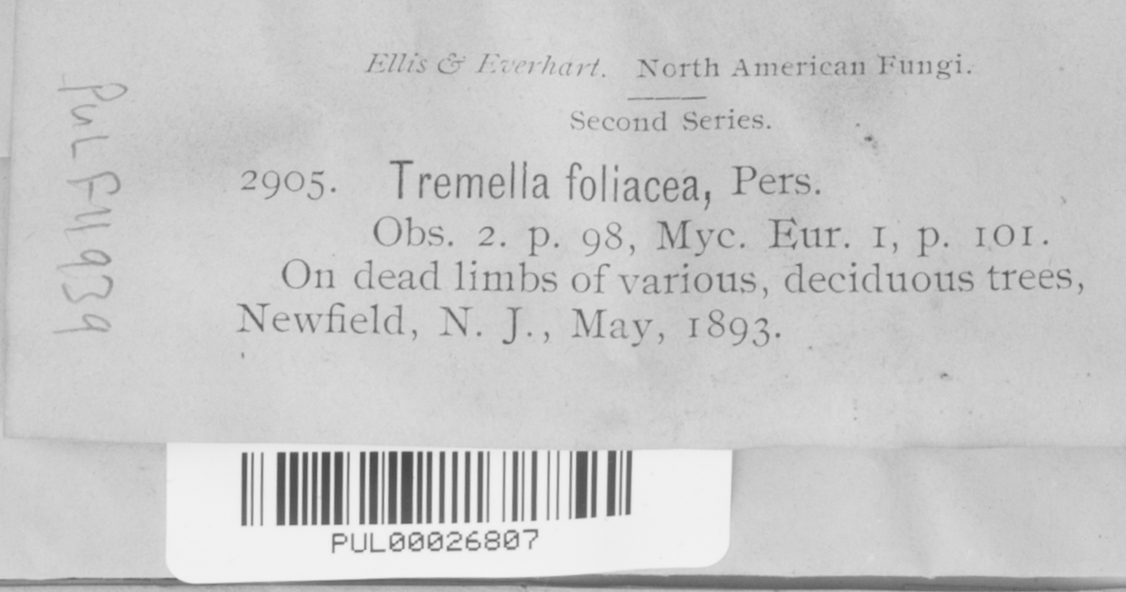 Ellis & Everhart. North American Fungi.
Second Series.
2905. Tremella foliacea, Pers.
Obs. 2. p. 98, Myc. Eur. 1, p. 101.
On dead limbs of various, deciduous trees,
Newfield, N. J., May, 1893.
PUL F4939
PUL00026807